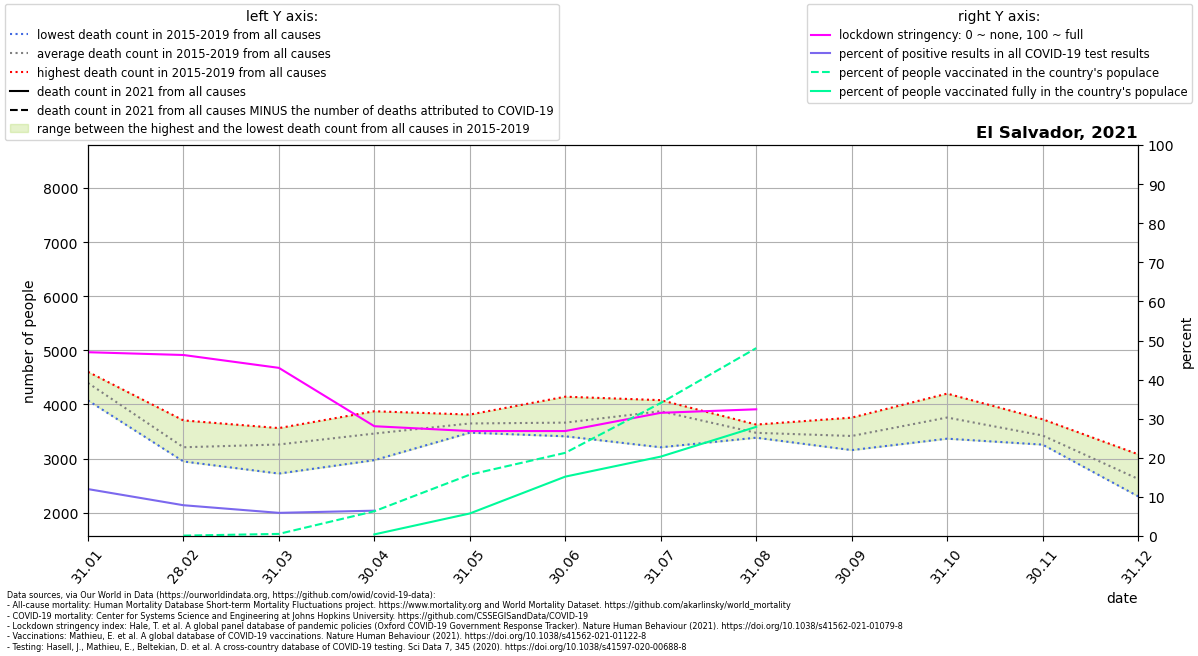 left Y axis:
lowest death count in 2015-2019 from all causes
average death count in 2015-2019 from all causes
highest death count in 2015-2019 from all causes
death count in 2021 from all causes
death count in 2021 from all causes MINUS the number of deaths attributed to COVID-19
range between the highest and the lowest death count from all causes in 2015-2019
right Y axis:
lockdown stringency: 0 ~ none, 100 ~ full
percent of positive results in all COVID-19 test results
percent of people vaccinated in the country's populace
percent of people vaccinated fully in the country's populace
El Salvador, 2021
number of people
8000
7000
6000
5000
4000
3000
2000
100
90
80
70
60
50
40
30
20
10
0
percent
31.01
28.02
31.03
30.04
31.05
30.06
31.07
31.08
30.09
31.10
30.11
31.12
date
Data sources, via Our World in Data (https://ourworldindata.org, https://github.com/owid/covid-19-data):
- All-cause mortality: Human Mortality Database Short-term Mortality Fluctuations project. https://www.mortality.org and World Mortality Dataset. https://github.com/akarlinsky/world_mortality
- COVID-19 mortality: Center for Systems Science and Engineering at Johns Hopkins University. https://github.com/CSSEGISandData/COVID-19
- Lockdown stringency index: Hale, T. et al. A global panel database of pandemic policies (Oxford COVID-19 Government Response Tracker). Nature Human Behaviour (2021). https://doi.org/10.1038/s41562-021-01079-8
- Vaccinations: Mathieu, E. et al. A global database of COVID-19 vaccinations. Nature Human Behaviour (2021). https://doi.org/10.1038/s41562-021-01122-8
- Testing: Hasell, J., Mathieu, E., Beltekian, D. et al. A cross-country database of COVID-19 testing. Sci Data 7, 345 (2020). https://doi.org/10.1038/s41597-020-00688-8